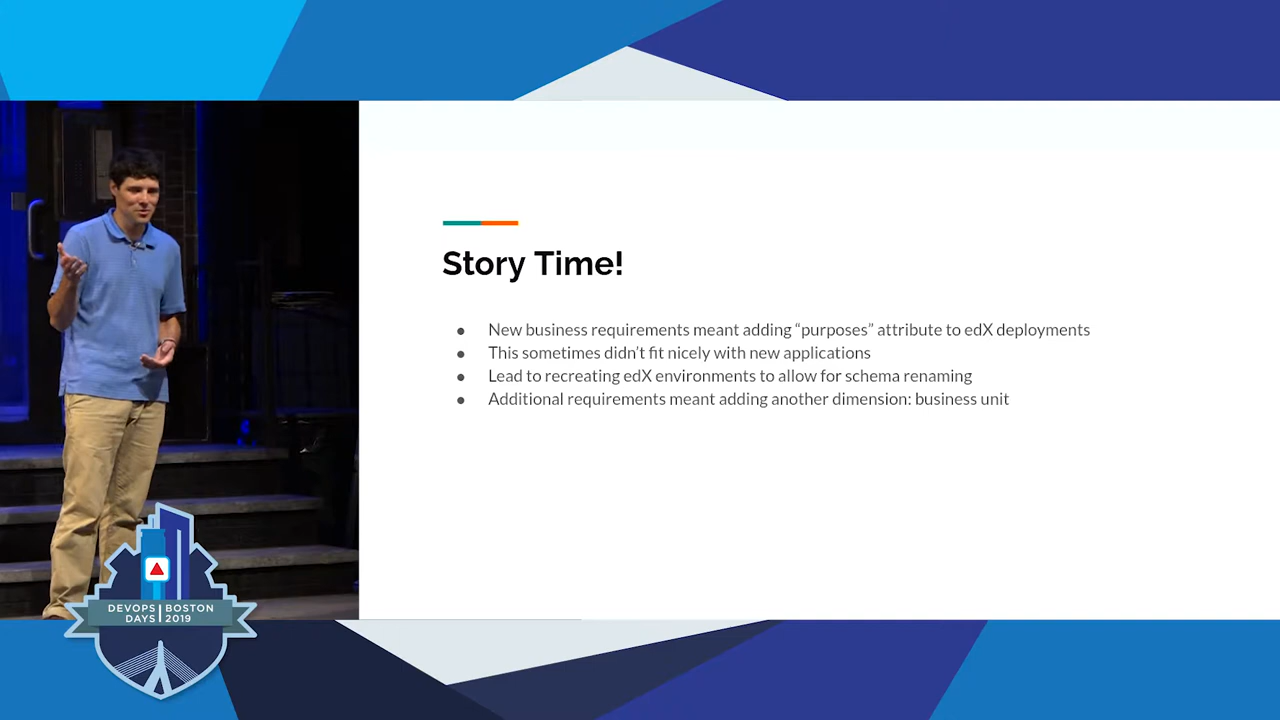 Story Time!
● New business requirements meant adding “purposes” attribute to edX deployments
● This sometimes didn’t fit nicely with new applications
● Lead to recreating edX environments to allow for schema renaming
● Additional requirements meant adding another dimension: business unit
DEVOPS BOSTON
DAYS 2019